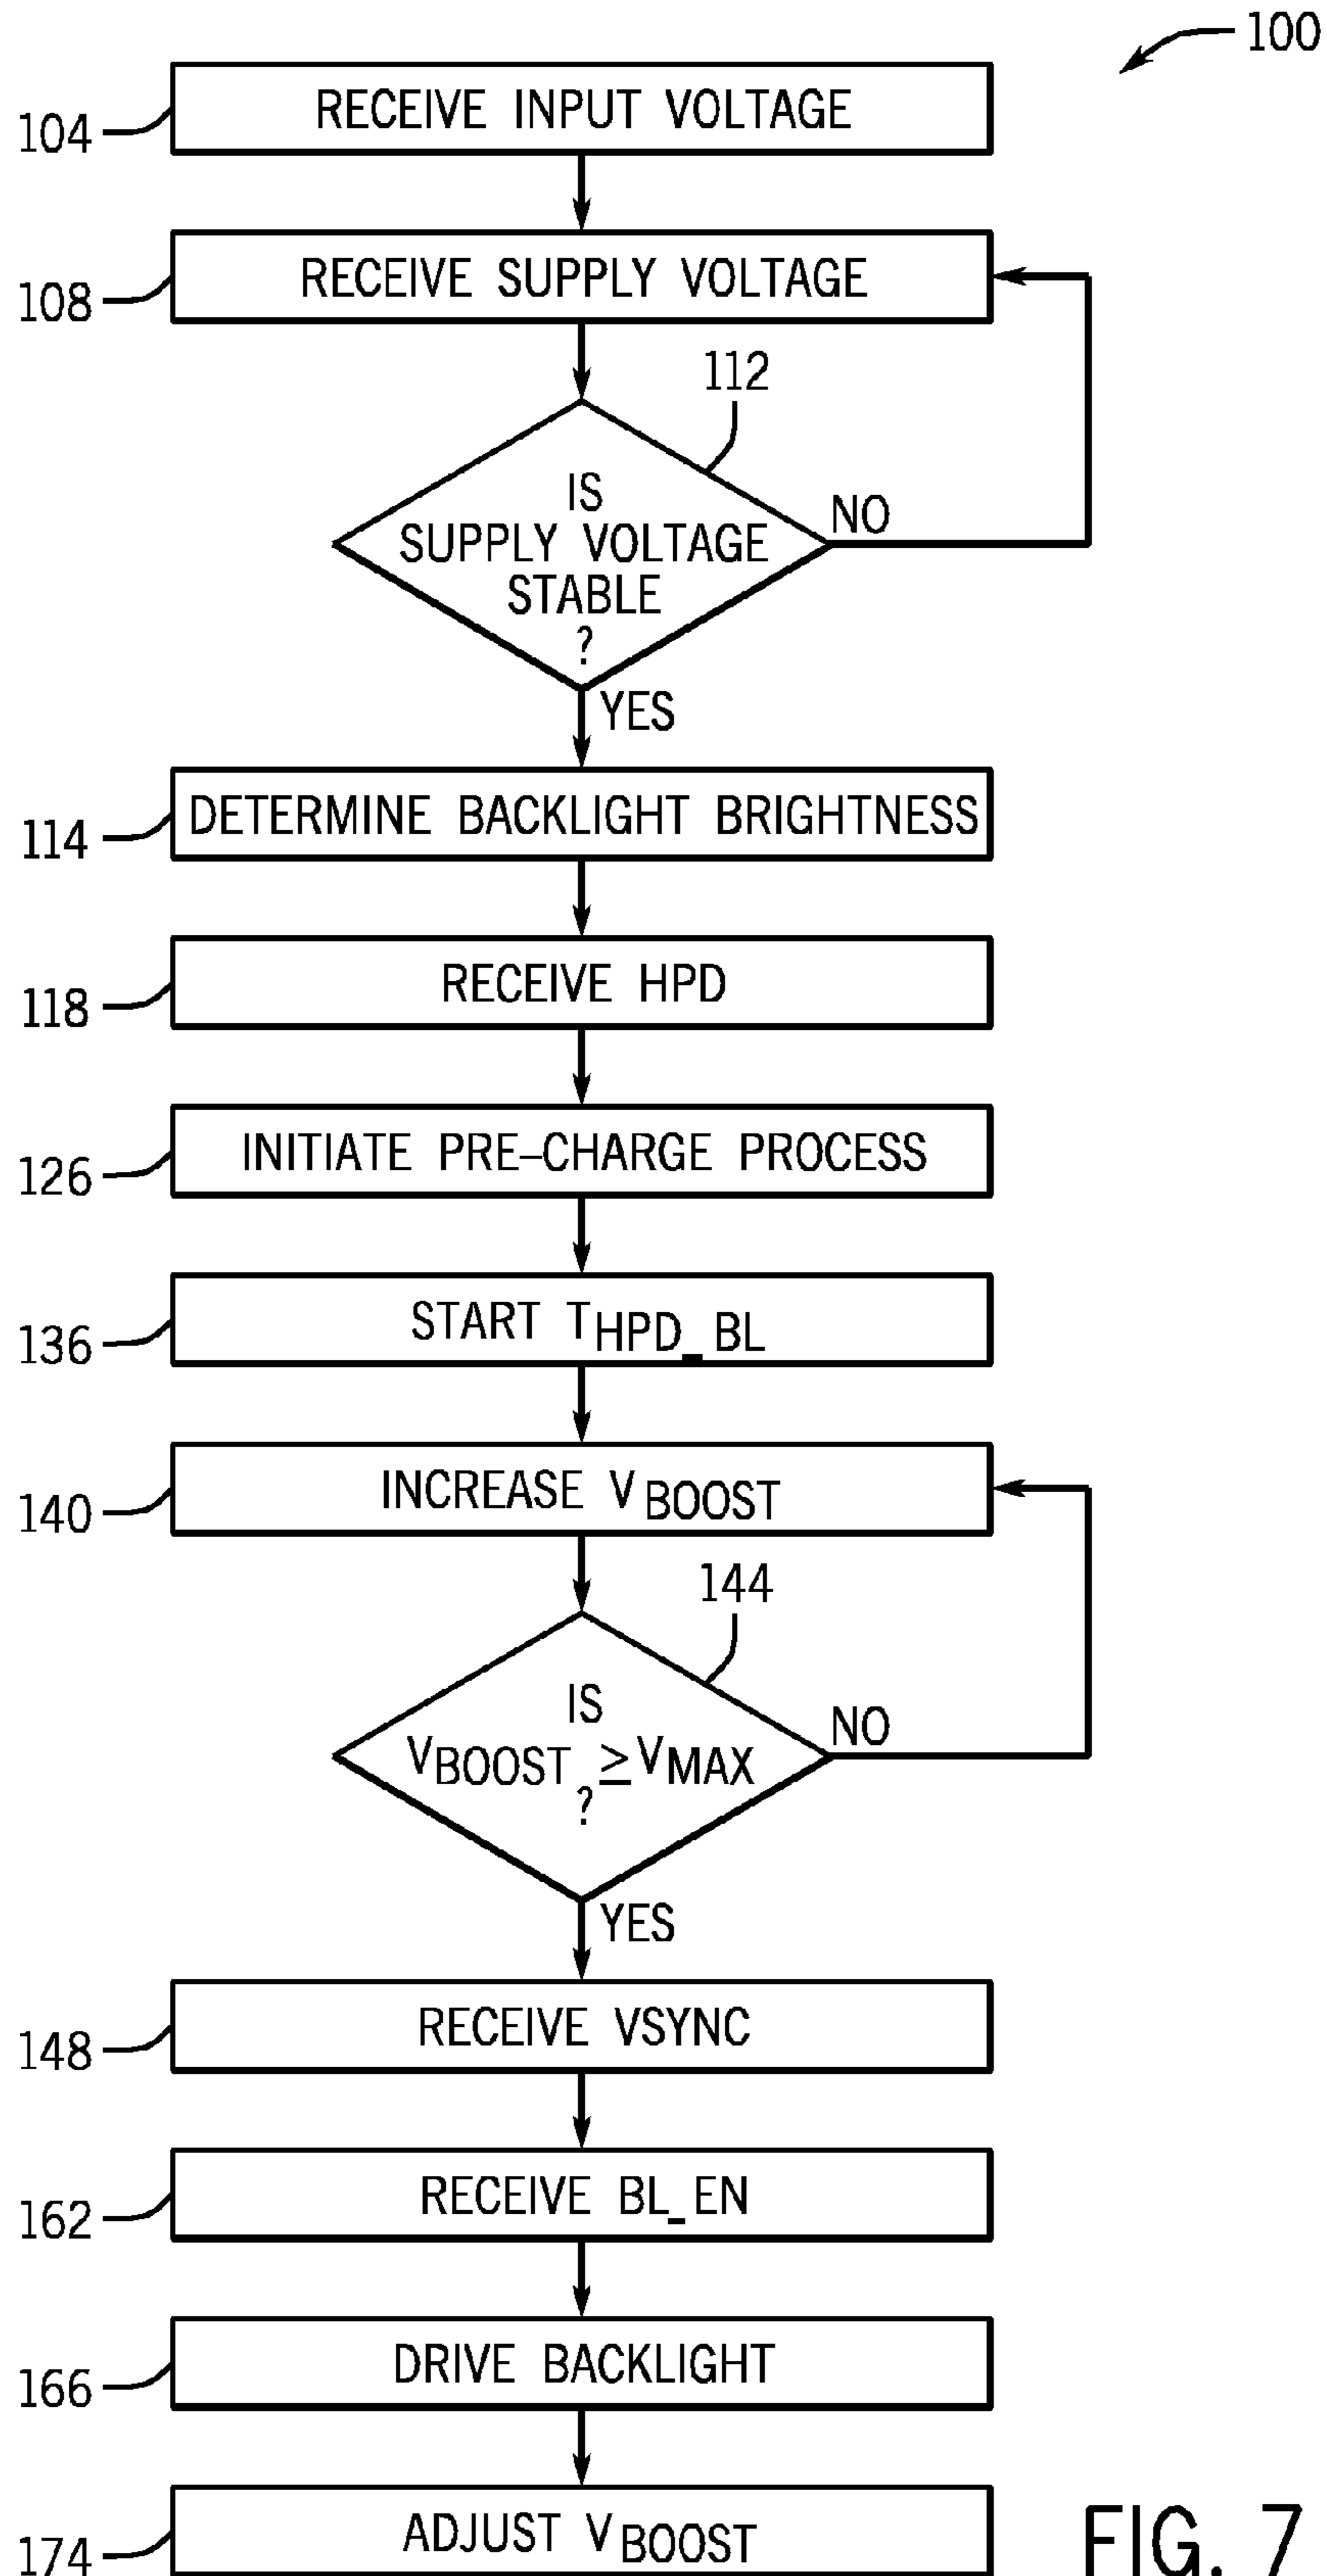 100
RECEIVE INPUT VOLTAGE
104
RECEIVE SUPPLY VOLTAGE
108
112
IS
SUPPLY VOLTAGE
STABLE
?
NO
YES
DETERMINE BACKLIGHT BRIGHTNESS
114
RECEIVE HPD
118
INITIATE PRE-CHARGE PROCESS
126
START THPD_BL
136
INCREASE VBOOST
140
144
IS
VBOOST ≥ VMAX
?
NO
YES
RECEIVE VSYNC
148
RECEIVE BL_EN
162
DRIVE BACKLIGHT
166
ADJUST VBOOST
174
FIG. 7